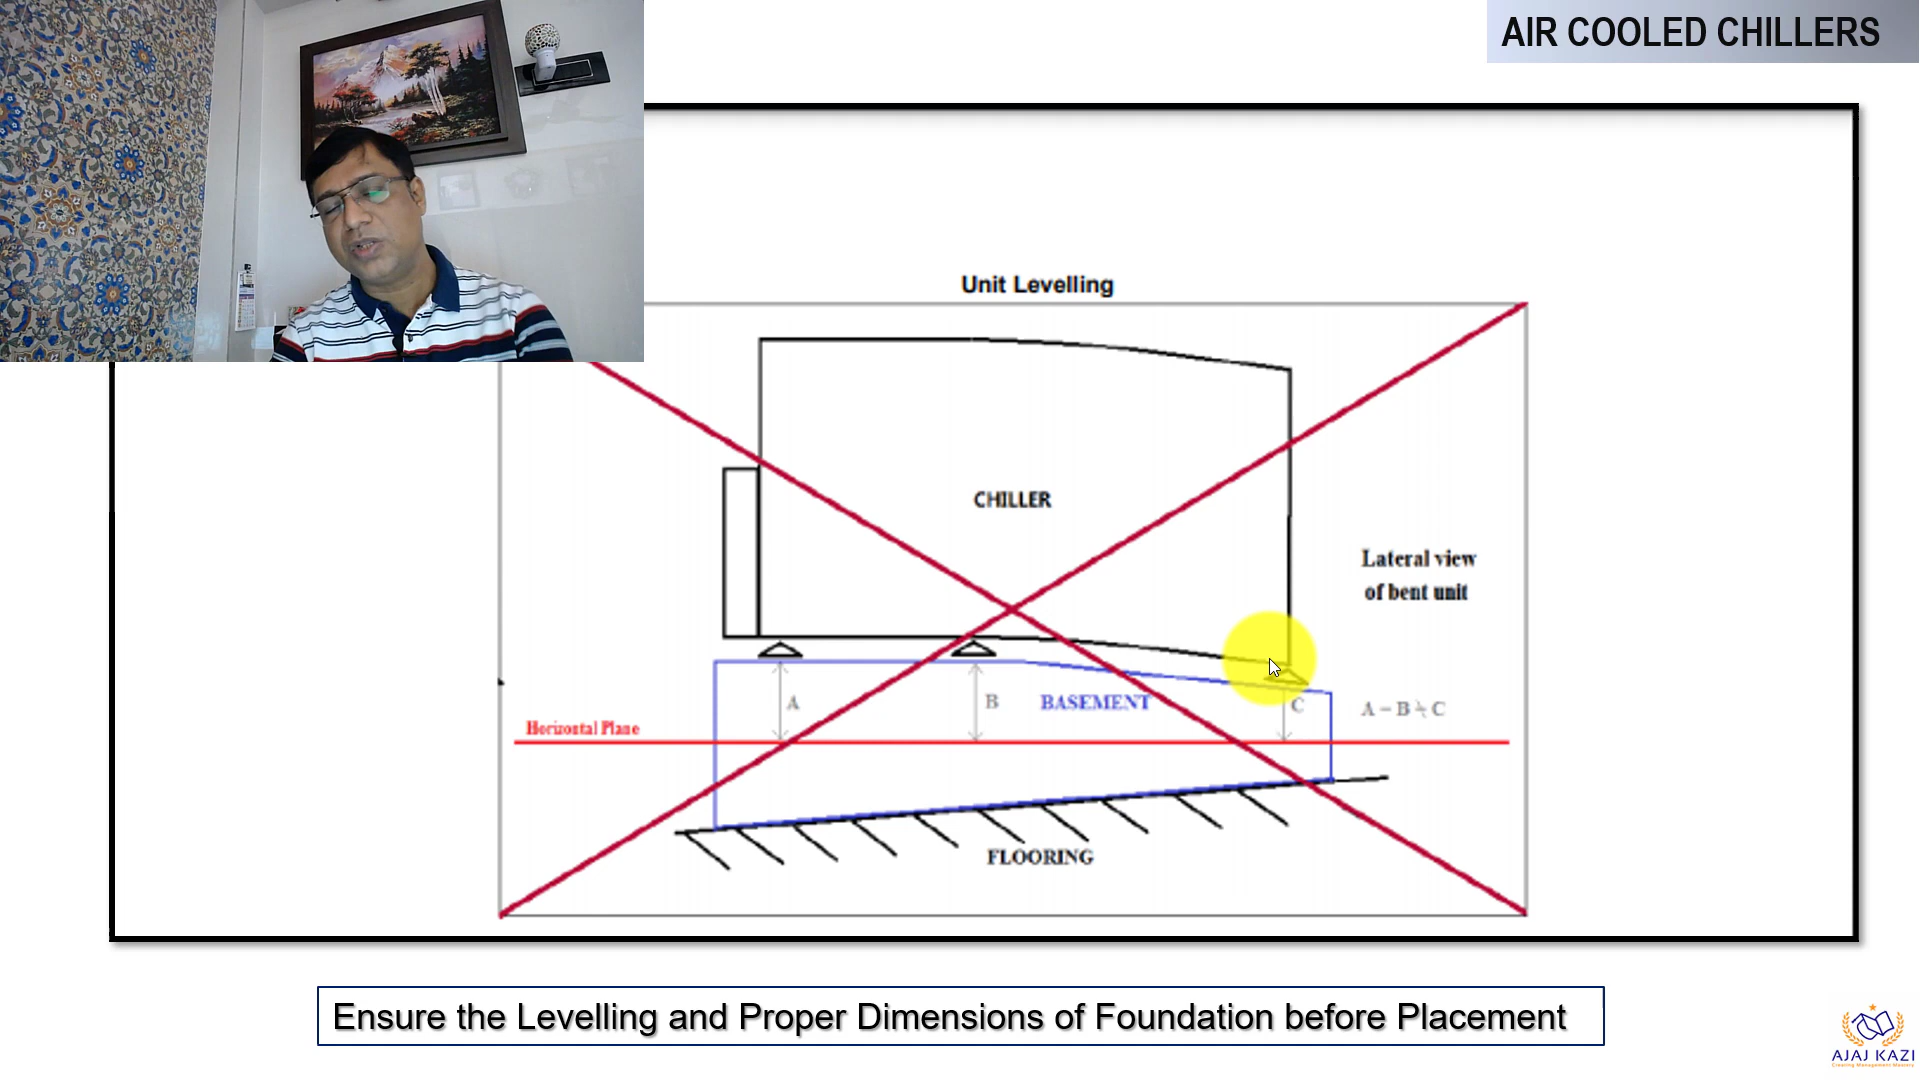 AIR COOLED CHILLERS
Unit Levelling
CHILLER
Lateral view
of bent unit
A
B
BASEMENT
C
A = B ≠ C
Horizontal Plane
FLOORING
Ensure the Levelling and Proper Dimensions of Foundation before Placement
AJAJ KAZI